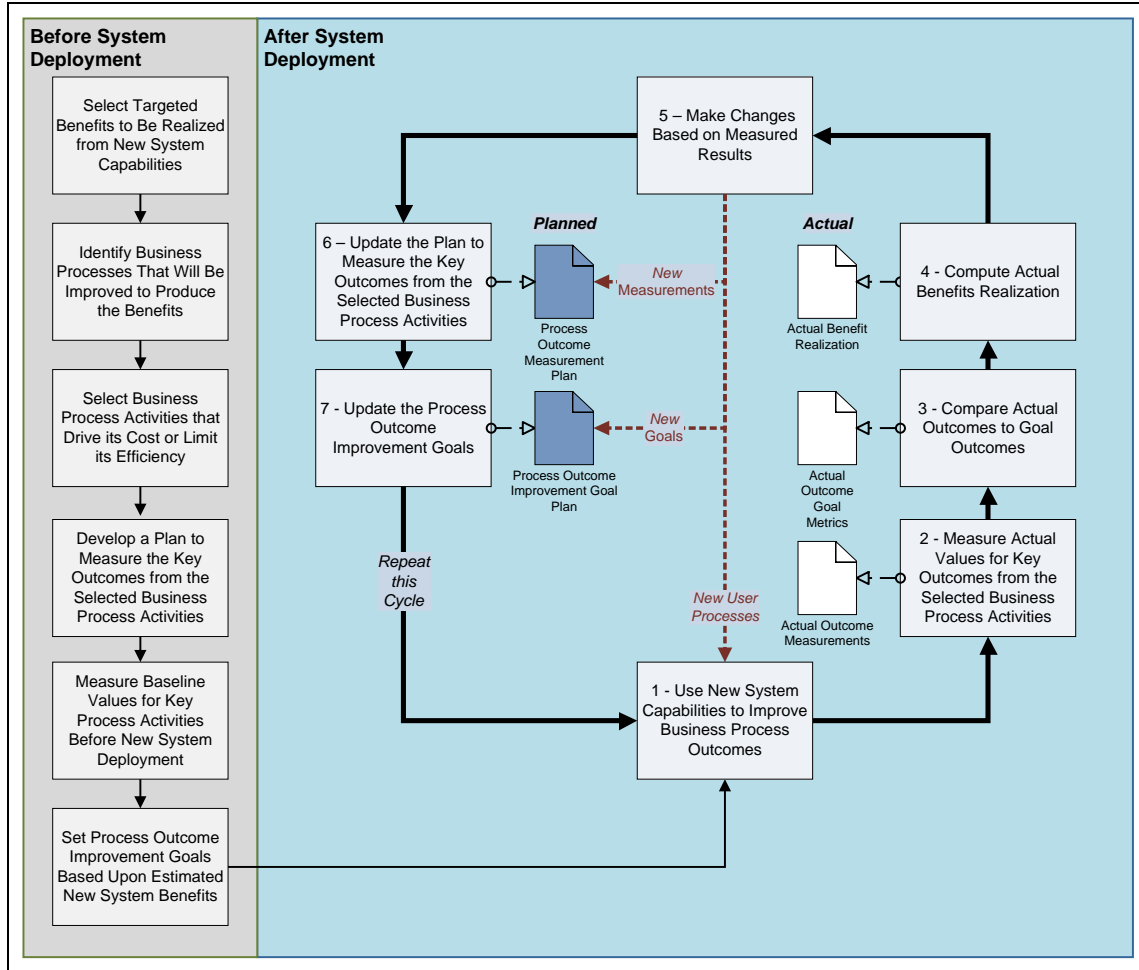 Before System
Deployment
Select Targeted
Benefits to Be Realized
from New System
Capabilities
Identify Business
Processes That Will Be
Improved to Produce
the Benefits
Select Business
Process Activities that
Drive its Cost or Limit
its Efficiency
Develop a Plan to
Measure the Key
Outcomes from the
Selected Business
Process Activities
Measure Baseline
Values for Key
Process Activities
Before New System
Deployment
Set Process Outcome
Improvement Goals
Based Upon Estimated
New System Benefits
After System
Deployment
5 – Make Changes
Based on Measured
Results
6 – Update the Plan to
Measure the Key
Outcomes from the
Selected Business
Process Activities
Planned
Process
Outcome
Measurement
Plan
New
Measurements
Actual
Actual Benefit
Realization
4 - Compute Actual
Benefits Realization
7 - Update the Process
Outcome
Improvement Goals
Process Outcome
Improvement Goal
Plan
New
Goals
Actual
Outcome
Goal
Metrics
3 - Compare Actual
Outcomes to Goal
Outcomes
Repeat
this
Cycle
New User
Processes
Actual Outcome
Measurements
2 - Measure Actual
Values for Key
Outcomes from the
Selected Business
Process Activities
1 - Use New System
Capabilities to Improve
Business Process
Outcomes